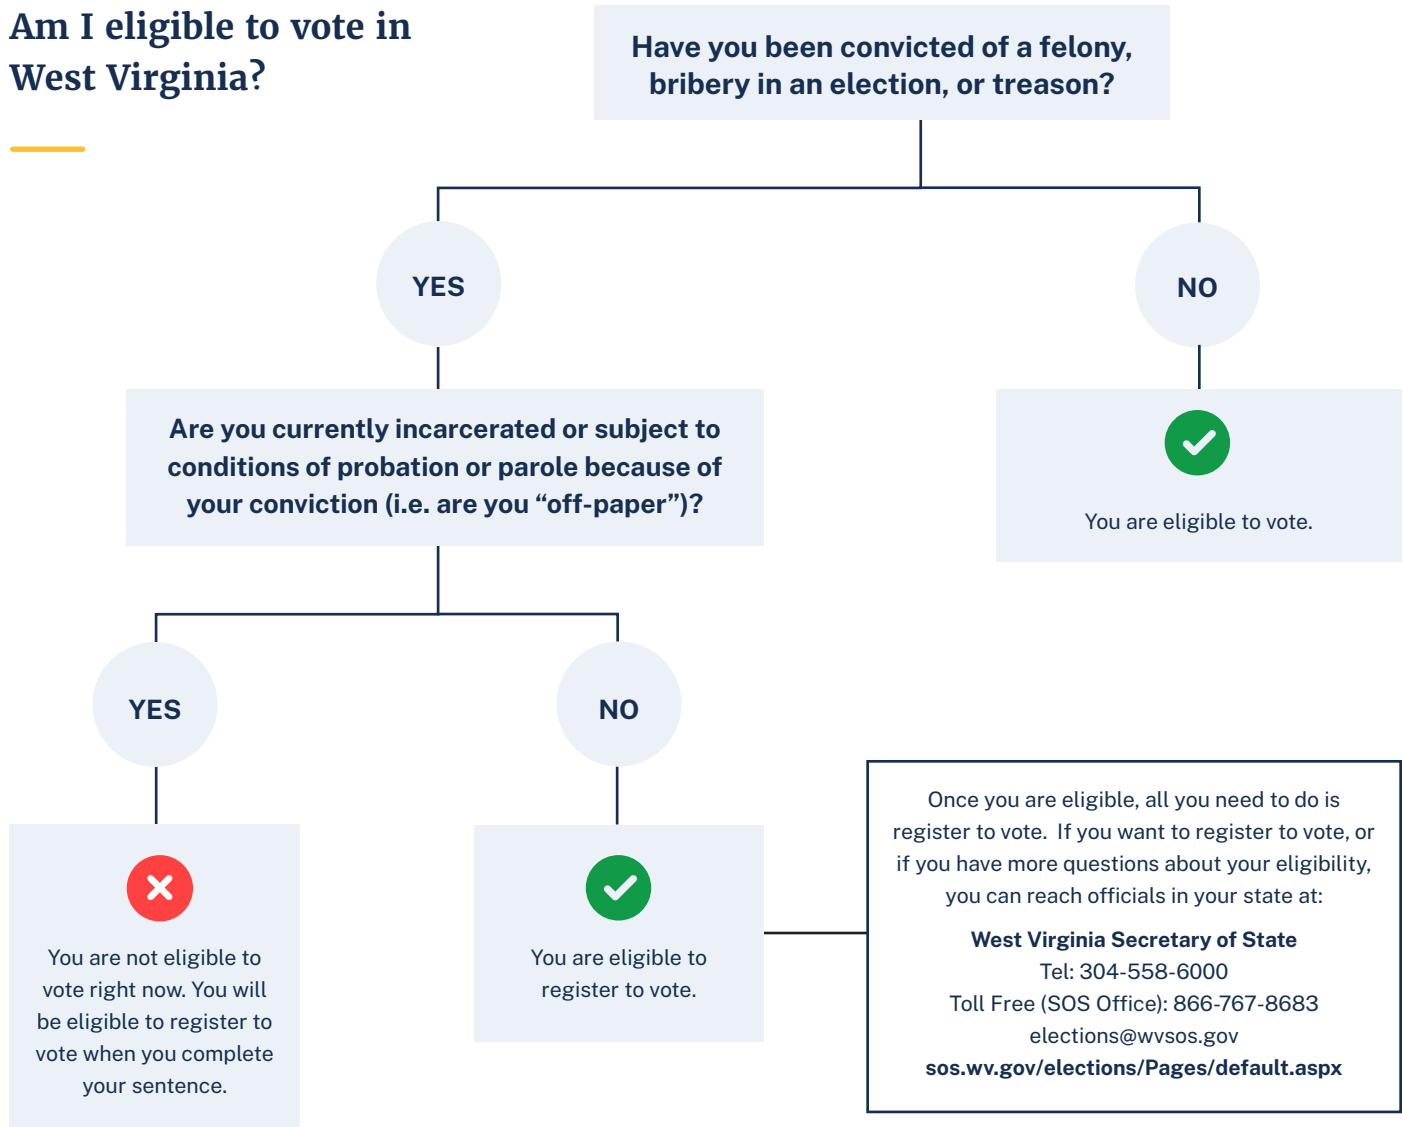 Am I eligible to vote in
West Virginia?
Have you been convicted of a felony,
bribery in an election, or treason?
YES
NO
Are you currently incarcerated or subject to
conditions of probation or parole because of
your conviction (i.e. are you “off-paper”)?
You are eligible to vote.
YES
NO
You are not eligible to
vote right now. You will
be eligible to register to
vote when you complete
your sentence.
You are eligible to
register to vote.
Once you are eligible, all you need to do is
register to vote.  If you want to register to vote, or
if you have more questions about your eligibility,
you can reach officials in your state at:
West Virginia Secretary of State
Tel: 304-558-6000
Toll Free (SOS Office): 866-767-8683
elections@wvsos.gov
sos.wv.gov/elections/Pages/default.aspx